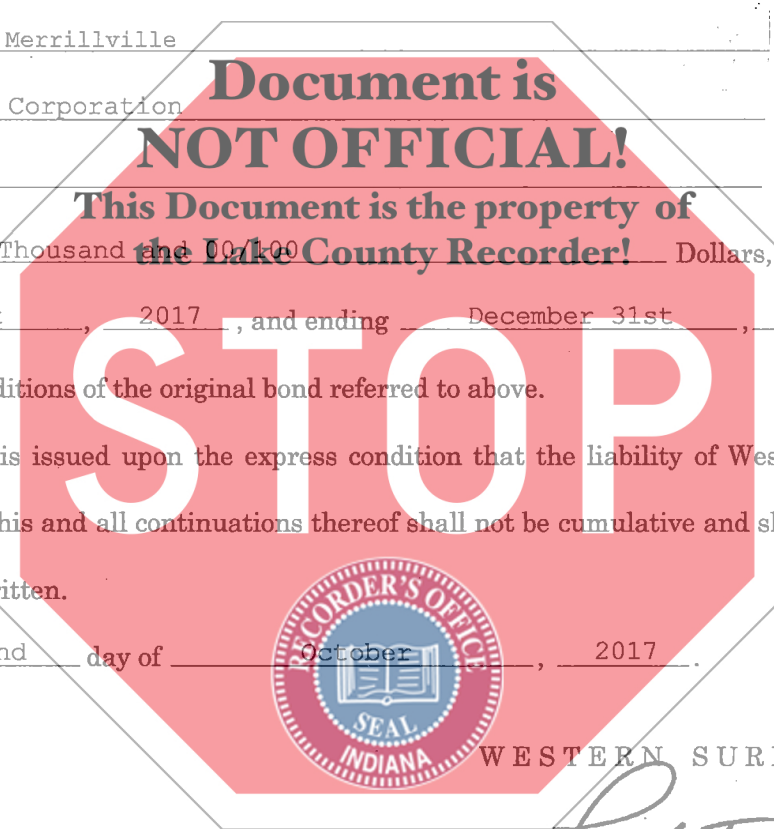 Merrillville
Document is
Corporation
NOT OFFICIAL!
This Document is the property of
the Lake County Recorder!
Thousand and 00/100 Dollars,
, 2017 , and ending December 31st ,
ditions of the original bond referred to above.
STOP
is issued upon the express condition that the liability of Wes
his and all continuations thereof shall not be cumulative and sh
itten.
nd day of October , 2017 .
RECORDER'S OFFICE
SEAL
INDIANA
WESTERN SURE